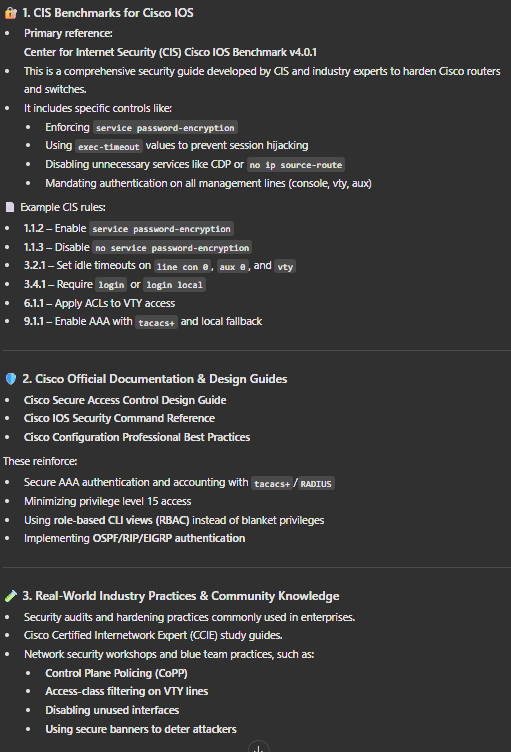 1. CIS Benchmarks for Cisco IOS
Primary reference:
Center for Internet Security (CIS) Cisco IOS Benchmark v4.0.1
This is a comprehensive security guide developed by CIS and industry experts to harden Cisco routers
and switches.
It includes specific controls like:
Enforcing service password-encryption
Using exec-timeout values to prevent session hijacking
Disabling unnecessary services like CDP or no ip source-route
Mandating authentication on all management lines (console, vty, aux)
Example CIS rules:
1.1.2 – Enable service password-encryption
1.1.3 – Disable no service password-encryption
3.2.1 – Set idle timeouts on line con 0, aux 0, and vty
3.4.1 – Require login or login local
6.1.1 – Apply ACLs to VTY access
9.1.1 – Enable AAA with tacacs+ and local fallback
2. Cisco Official Documentation & Design Guides
Cisco Secure Access Control Design Guide
Cisco IOS Security Command Reference
Cisco Configuration Professional Best Practices
These reinforce:
Secure AAA authentication and accounting with tacacs+/RADIUS
Minimizing privilege level 15 access
Using role-based CLI views (RBAC) instead of blanket privileges
Implementing OSPF/RIP/EIGRP authentication
3. Real-World Industry Practices & Community Knowledge
Security audits and hardening practices commonly used in enterprises.
Cisco Certified Internetwork Expert (CCIE) study guides.
Network security workshops and blue team practices, such as:
Control Plane Policing (CoPP)
Access-class filtering on VTY lines
Disabling unused interfaces
Using secure banners to deter attackers